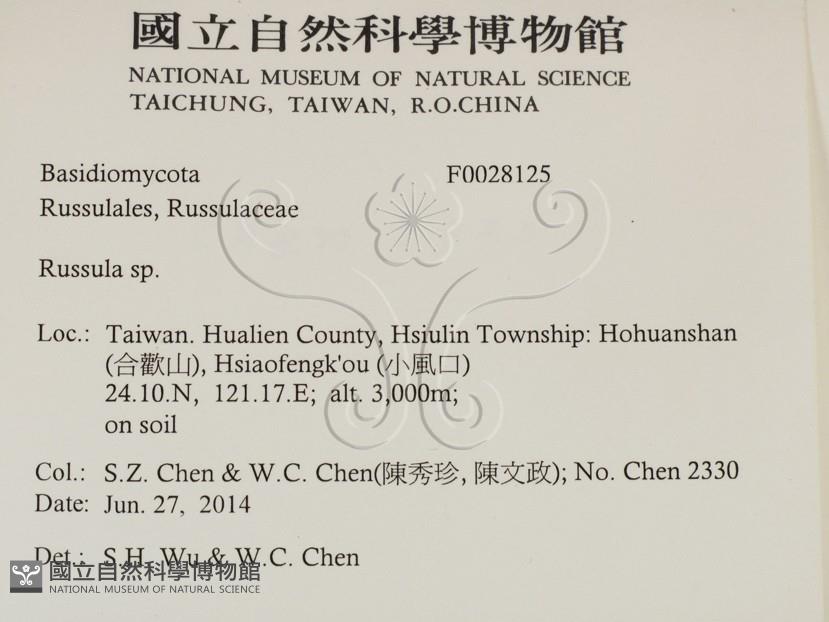 國立自然科學博物館
NATIONAL MUSEUM OF NATURAL SCIENCE
TAICHUNG, TAIWAN, R.O.CHINA
Basidiomycota F0028125
Russulales, Russulaceae
Russula sp.
Loc.: Taiwan. Hualien County, Hsiulin Township: Hohuanshan
(合歡山), Hsiaofengk'ou (小風口)
24.10.N, 121.17.E; alt. 3,000m;
on soil
Col.: S.Z. Chen & W.C. Chen(陳秀珍, 陳文政); No. Chen 2330
Date: Jun. 27, 2014
Det.: S.H. Wu & W.C. Chen
國立自然科學博物館
NATIONAL MUSEUM OF NATURAL SCIENCE